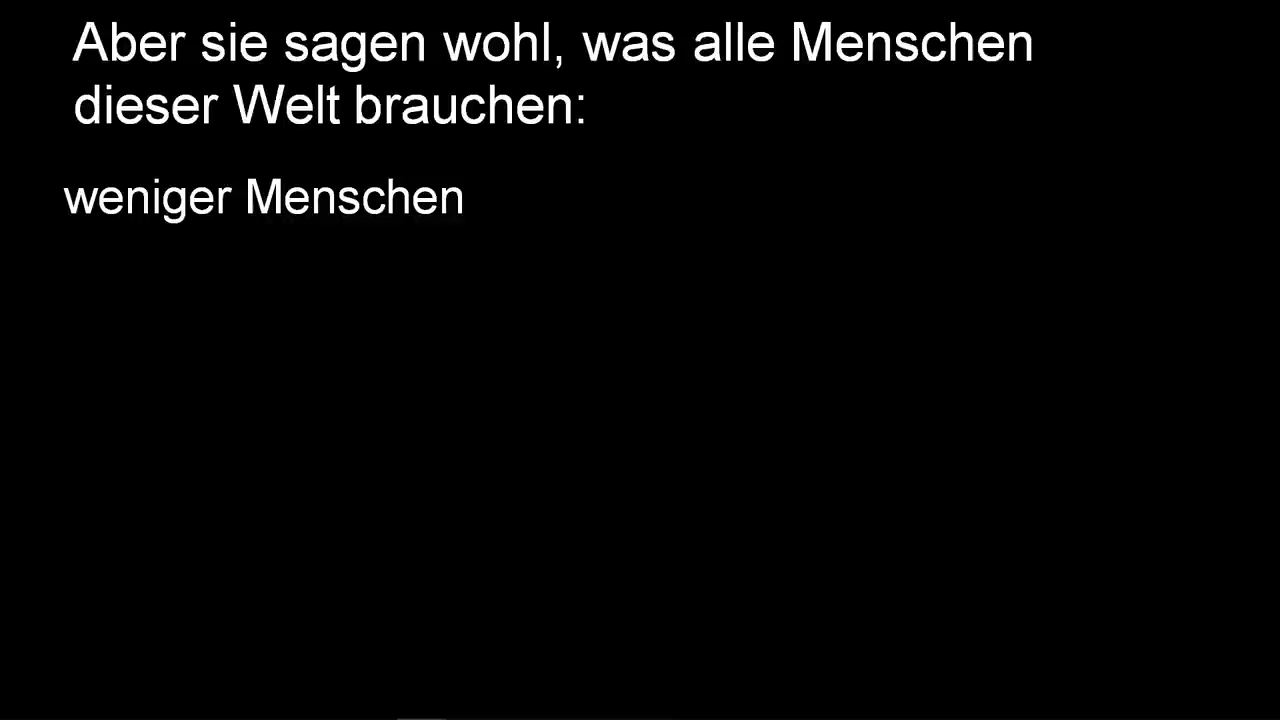 Aber sie sagen wohl, was alle Menschen
dieser Welt brauchen:
weniger Menschen